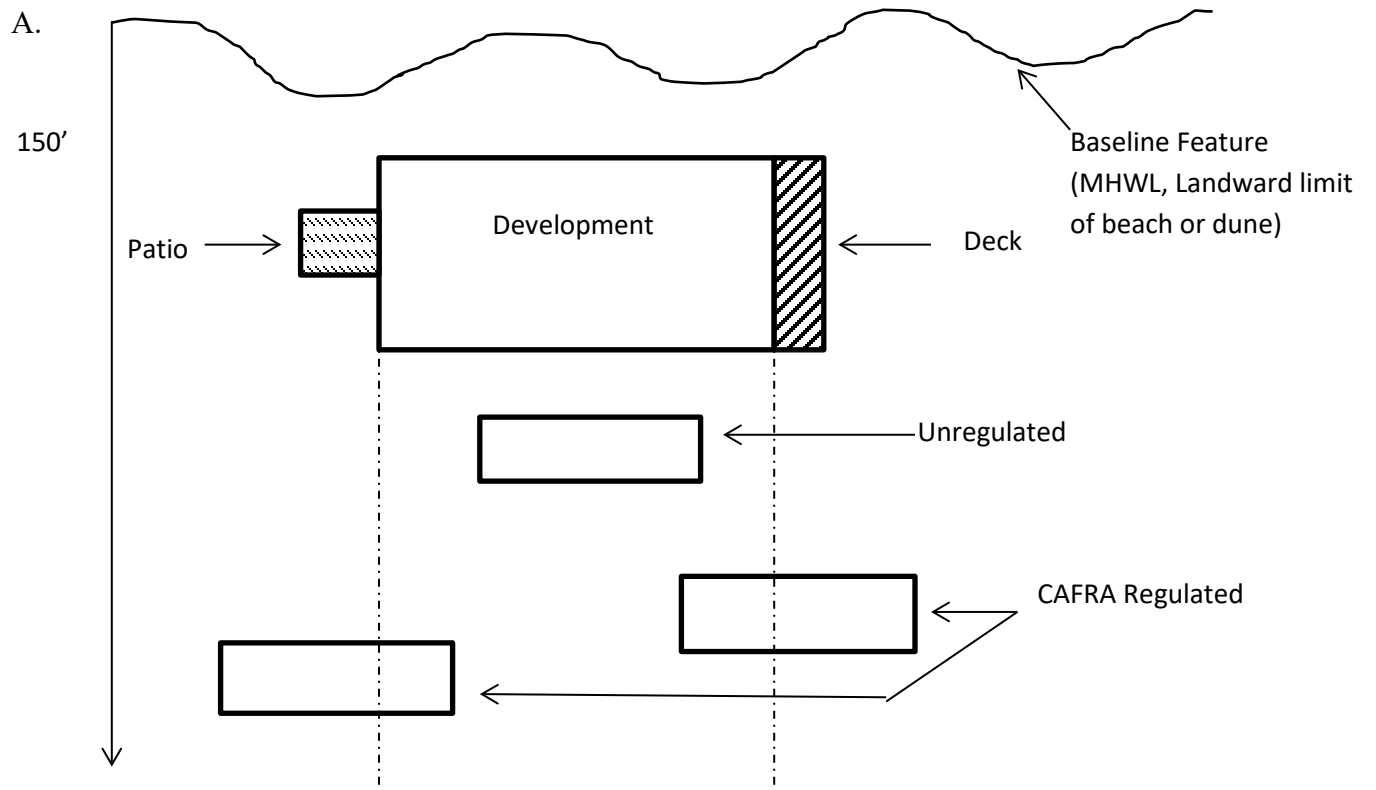 A.
150’
Baseline Feature
(MHWL, Landward limit
of beach or dune)
Development
Patio
Deck
Unregulated
CAFRA Regulated